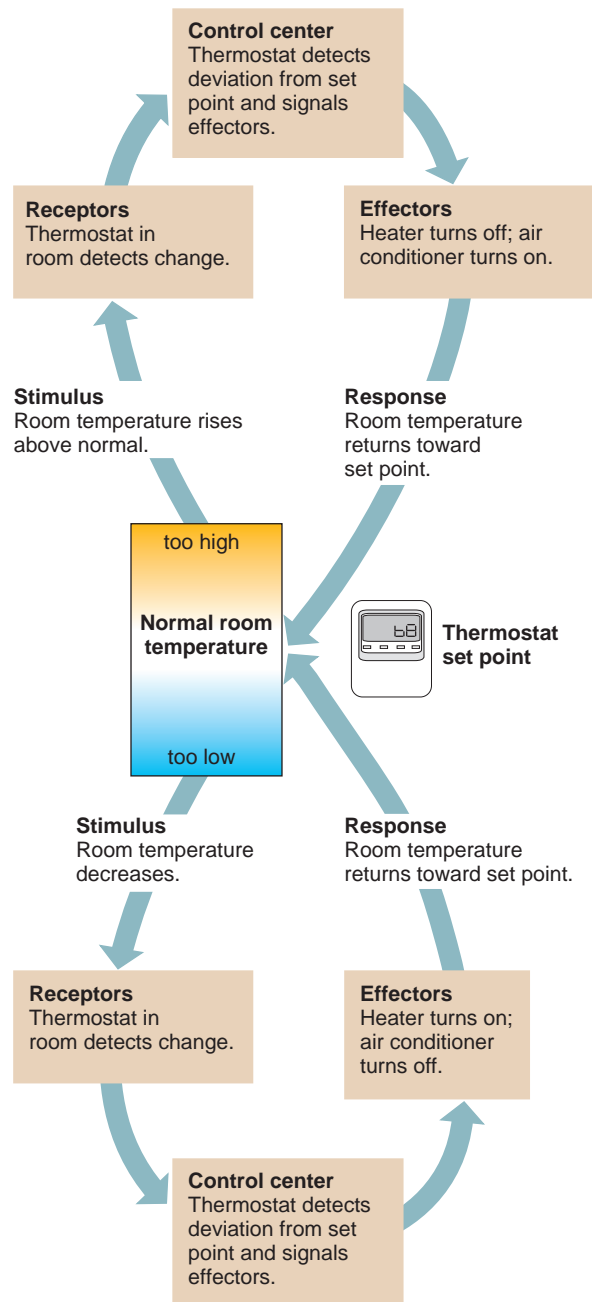 Control center
Thermostat detects
deviation from set
point and signals
effectors.
Receptors
Thermostat in
room detects change.
Effectors
Heater turns off; air
conditioner turns on.
Stimulus
Room temperature rises
above normal.
Response
Room temperature
returns toward
set point.
too high
Normal room
temperature
too low
68
Thermostat
set point
Stimulus
Room temperature
decreases.
Response
Room temperature
returns toward set point.
Receptors
Thermostat in
room detects change.
Effectors
Heater turns on;
air conditioner
turns off.
Control center
Thermostat detects
deviation from set
point and signals
effectors.